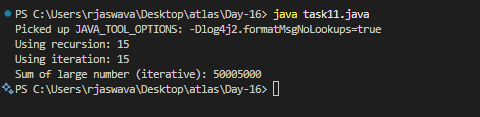 PS C:\Users\rjaswava\Desktop\atlas\Day-16> java task11.java
Picked up JAVA_TOOL_OPTIONS: -Dlog4j2.formatMsgNoLookups=true
Using recursion: 15
Using iteration: 15
Sum of large number (iterative): 50005000
PS C:\Users\rjaswava\Desktop\atlas\Day-16>